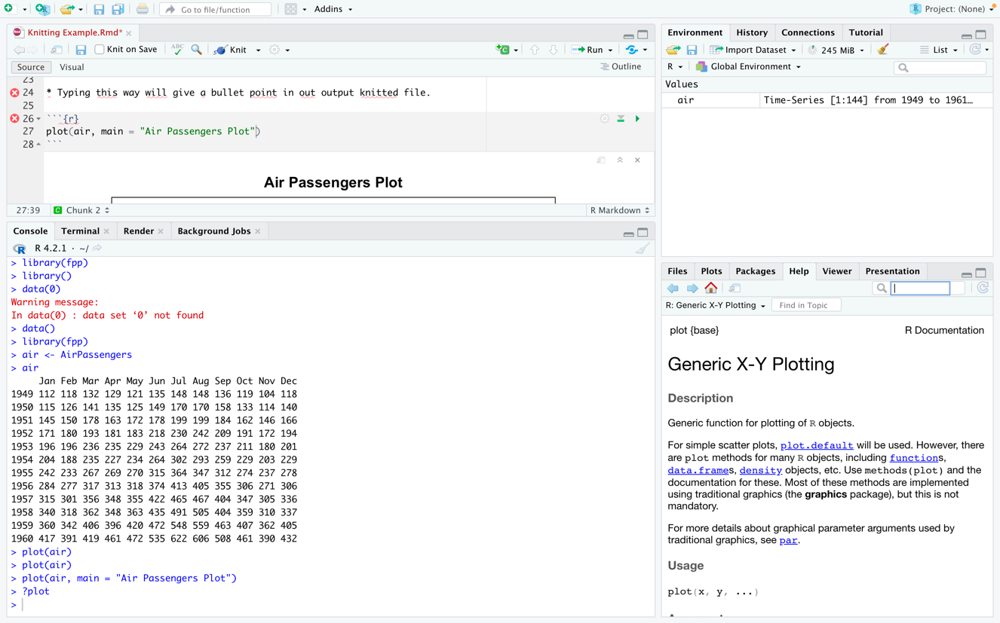 Go to file/function
Addins
Project: (None)
Knitting Example.Rmd*
Knit on Save
ABC
Knit
Run
Source
Visual
Outline
23
24 * Typing this way will give a bullet point in out output knitted file.
25
26 ```{r}
27 plot(air, main = "Air Passengers Plot")
28 ```
Air Passengers Plot
27:39
C Chunk 2
R Markdown
Console
Terminal
Render
Background Jobs
R R 4.2.1 · ~/
> library(fpp)
> library()
> data(0)
Warning message:
In data(0) : data set ‘0’ not found
> data()
> library(fpp)
> air <- AirPassengers
> air
Jan Feb Mar Apr May Jun Jul Aug Sep Oct Nov Dec
1949 112 118 132 129 121 135 148 148 136 119 104 118
1950 115 126 141 135 125 149 170 170 158 133 114 140
1951 145 150 178 163 172 178 199 199 184 162 146 166
1952 171 180 193 181 183 218 230 242 209 191 172 194
1953 196 196 236 235 229 243 264 272 237 211 180 201
1954 204 188 235 227 234 264 302 293 259 229 203 229
1955 242 233 267 269 270 315 364 347 312 274 237 278
1956 284 277 317 313 318 374 413 405 355 306 271 306
1957 315 301 356 348 355 422 465 467 404 347 305 336
1958 340 318 362 348 363 435 491 505 404 359 310 337
1959 360 342 406 396 420 472 548 559 463 407 362 405
1960 417 391 419 461 472 535 622 606 508 461 390 432
> plot(air)
> plot(air)
> plot(air, main = "Air Passengers Plot")
> ?plot
>
Environment
History
Connections
Tutorial
Import Dataset
245 MiB
List
R
Global Environment
Values
air Time-Series [1:144] from 1949 to 1961…
Files
Plots
Packages
Help
Viewer
Presentation
R: Generic X-Y Plotting
Find in Topic
plot {base}
R Documentation
Generic X-Y Plotting
Description
Generic function for plotting of R objects.
For simple scatter plots, plot.default will be used. However, there
are plot methods for many R objects, including functions,
data.frames, density objects, etc. Use methods(plot) and the
documentation for these. Most of these methods are implemented
using traditional graphics (the graphics package), but this is not
mandatory.
For more details about graphical parameter arguments used by
traditional graphics, see par.
Usage
plot(x, y, ...)